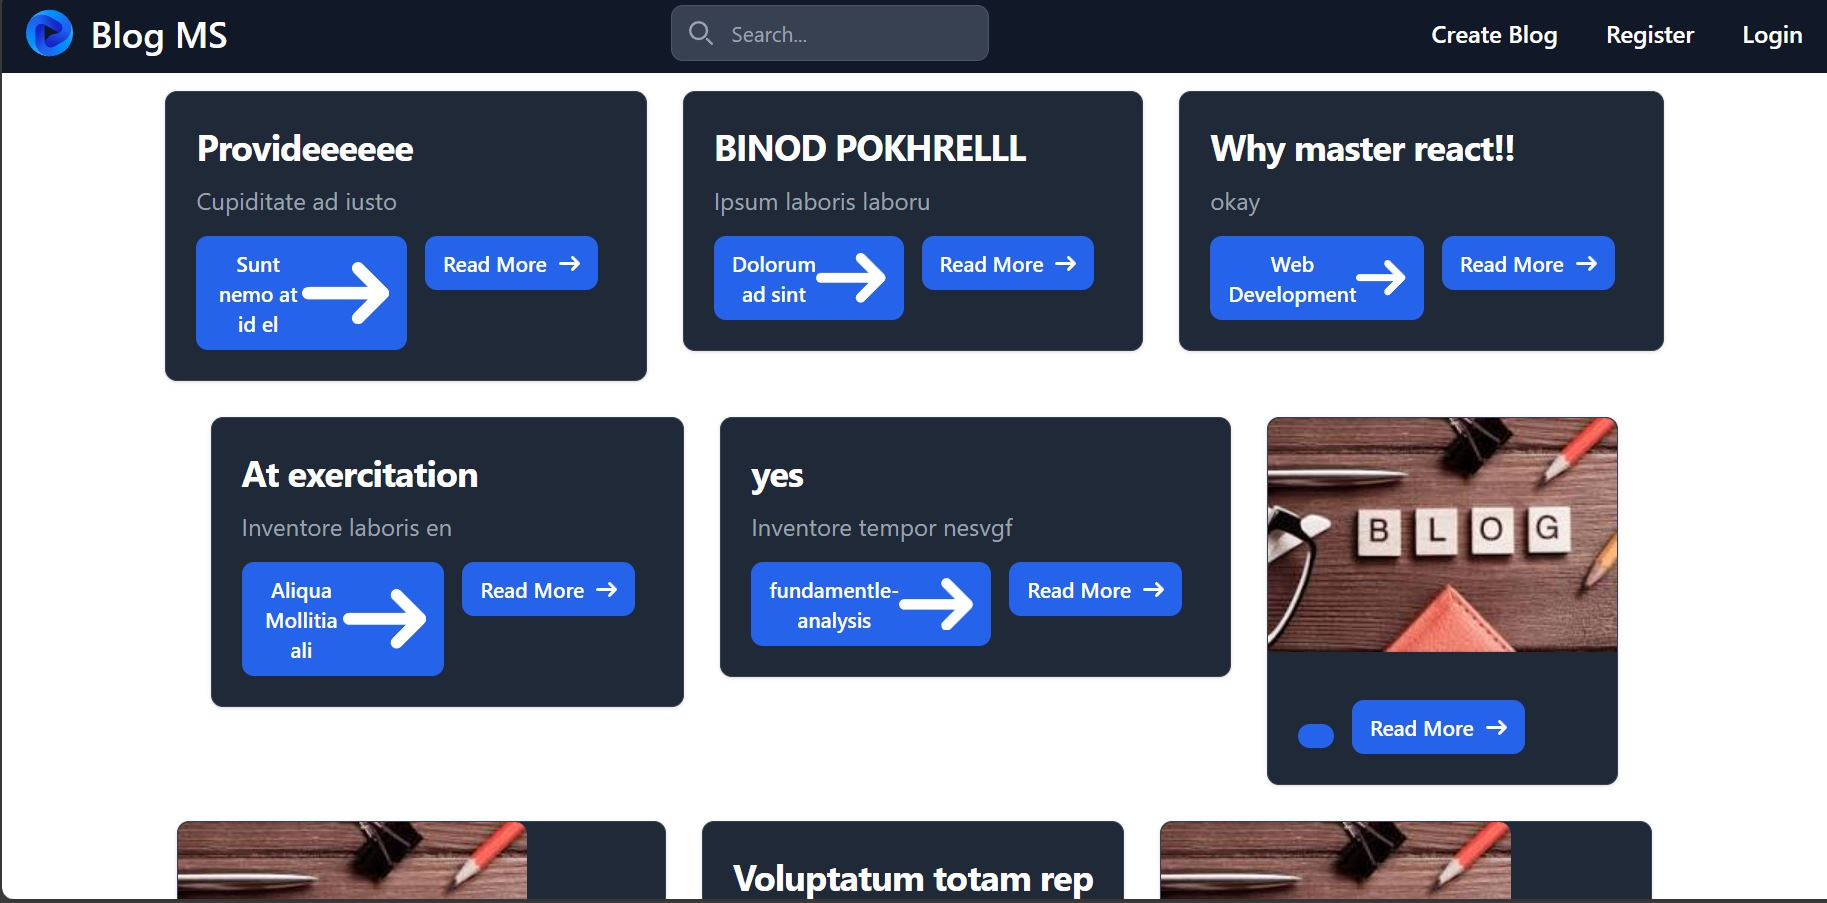 Blog MS
Search...
Create Blog
Register
Login
Provideeeeee
Cupiditate ad iusto
Sunt
nemo at
id el
Read More
BINOD POKHRELLL
Ipsum laboris laboru
Dolorum
ad sint
Read More
Why master react!!
okay
Web
Development
Read More
At exercitation
Inventore laboris en
Aliqua
Mollitia
ali
Read More
yes
Inventore tempor nesvgf
fundamentle-
analysis
Read More
BLOG
Read More
Voluptatum totam rep